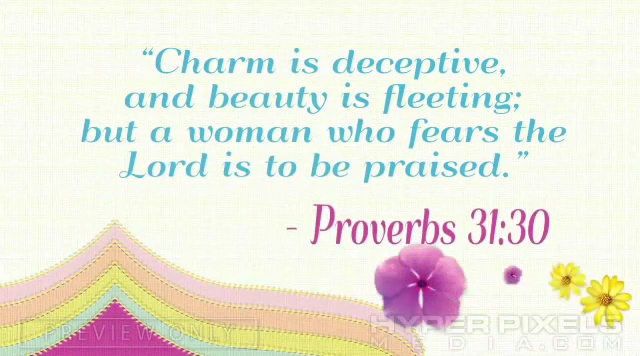 “Charm is deceptive,
and beauty is fleeting;
but a woman who fears the
Lord is to be praised.”
- Proverbs 31:30
PREVIEW ONLY
HYPER PIXELS
MEDIA.COM